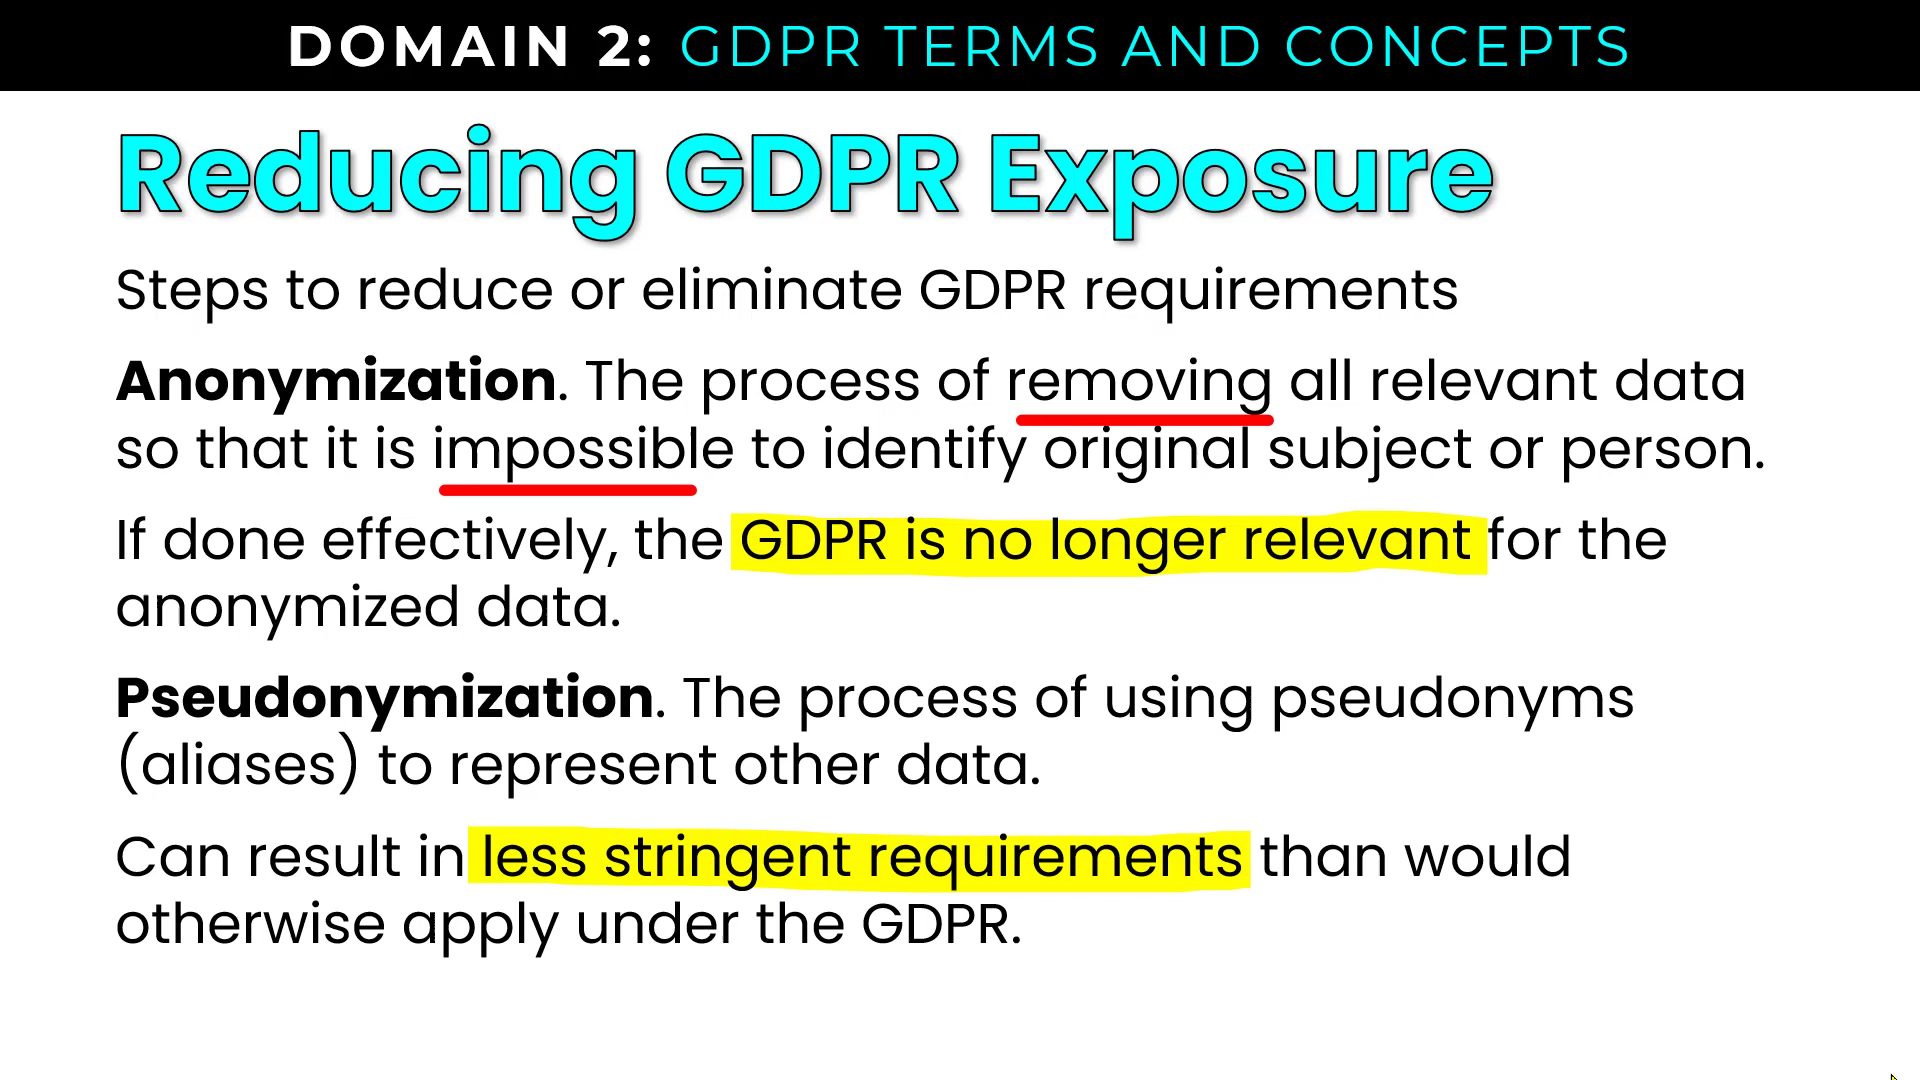 DOMAIN 2: GDPR TERMS AND CONCEPTS
Reducing GDPR Exposure
Steps to reduce or eliminate GDPR requirements
Anonymization. The process of removing all relevant data
so that it is impossible to identify original subject or person.
If done effectively, the GDPR is no longer relevant for the
anonymized data.
Pseudonymization. The process of using pseudonyms
(aliases) to represent other data.
Can result in less stringent requirements than would
otherwise apply under the GDPR.